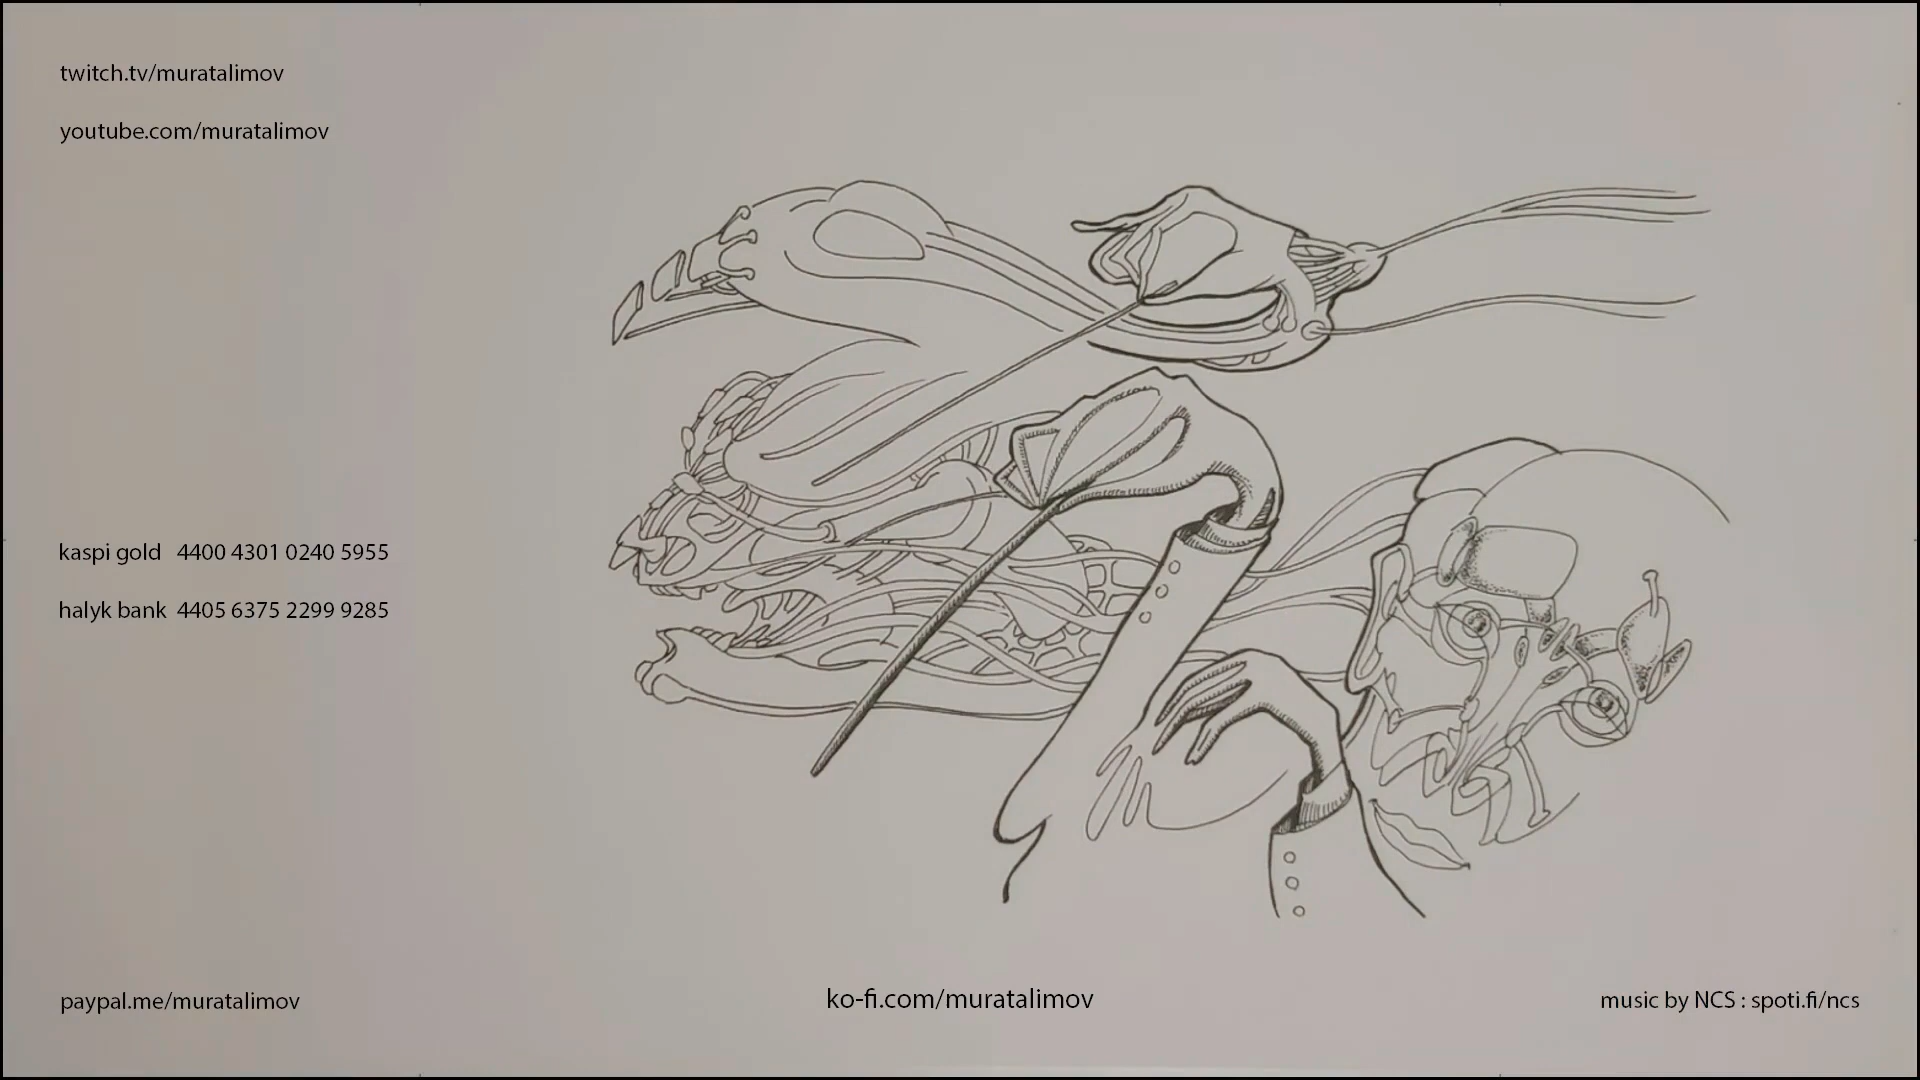 twitch.tv/muratalimov
youtube.com/muratalimov
kaspi gold 4400 4301 0240 5955
halyk bank 4405 6375 2299 9285
paypal.me/muratalimov
ko-fi.com/muratalimov
music by NCS : spoti.fi/ncs